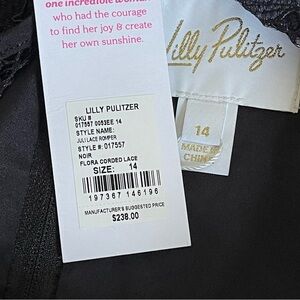 one incredible woman
who had the courage
to find her joy & create
her own sunshine.
Lilly Pulitzer
14
MADE IN
CHINA
LILLY PULITZER
SKU #
017557 0053EE 14
STYLE NAME:
JULI LACE ROMPER
STYLE #: 017557
NOIR
FLORA CORDED LACE
SIZE: 14
197367 146196
MANUFACTURER'S SUGGESTED PRICE
$238.00